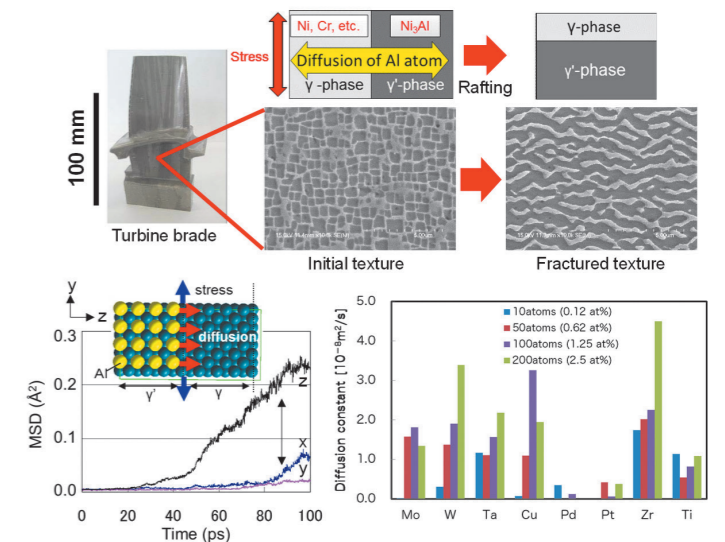 Stress
Ni, Cr, etc.
Ni₃Al
Diffusion of Al atom
γ -phase
γ'-phase
Rafting
γ-phase
γ'-phase
100 mm
Turbine brade
Initial texture
Fractured texture
y
z
stress
diffusion
Al
γ'
γ
MSD (Å²)
0.3
0.2
0.1
0.0
z
x
y
0 20 40 60 80 100
Time (ps)
Diffusion constant [10⁻⁸m²/s]
5.0
4.0
3.0
2.0
1.0
0.0
10atoms (0.12 at%)
50atoms (0.62 at%)
100atoms (1.25 at%)
200atoms (2.5 at%)
Mo W Ta Cu Pd Pt Zr Ti